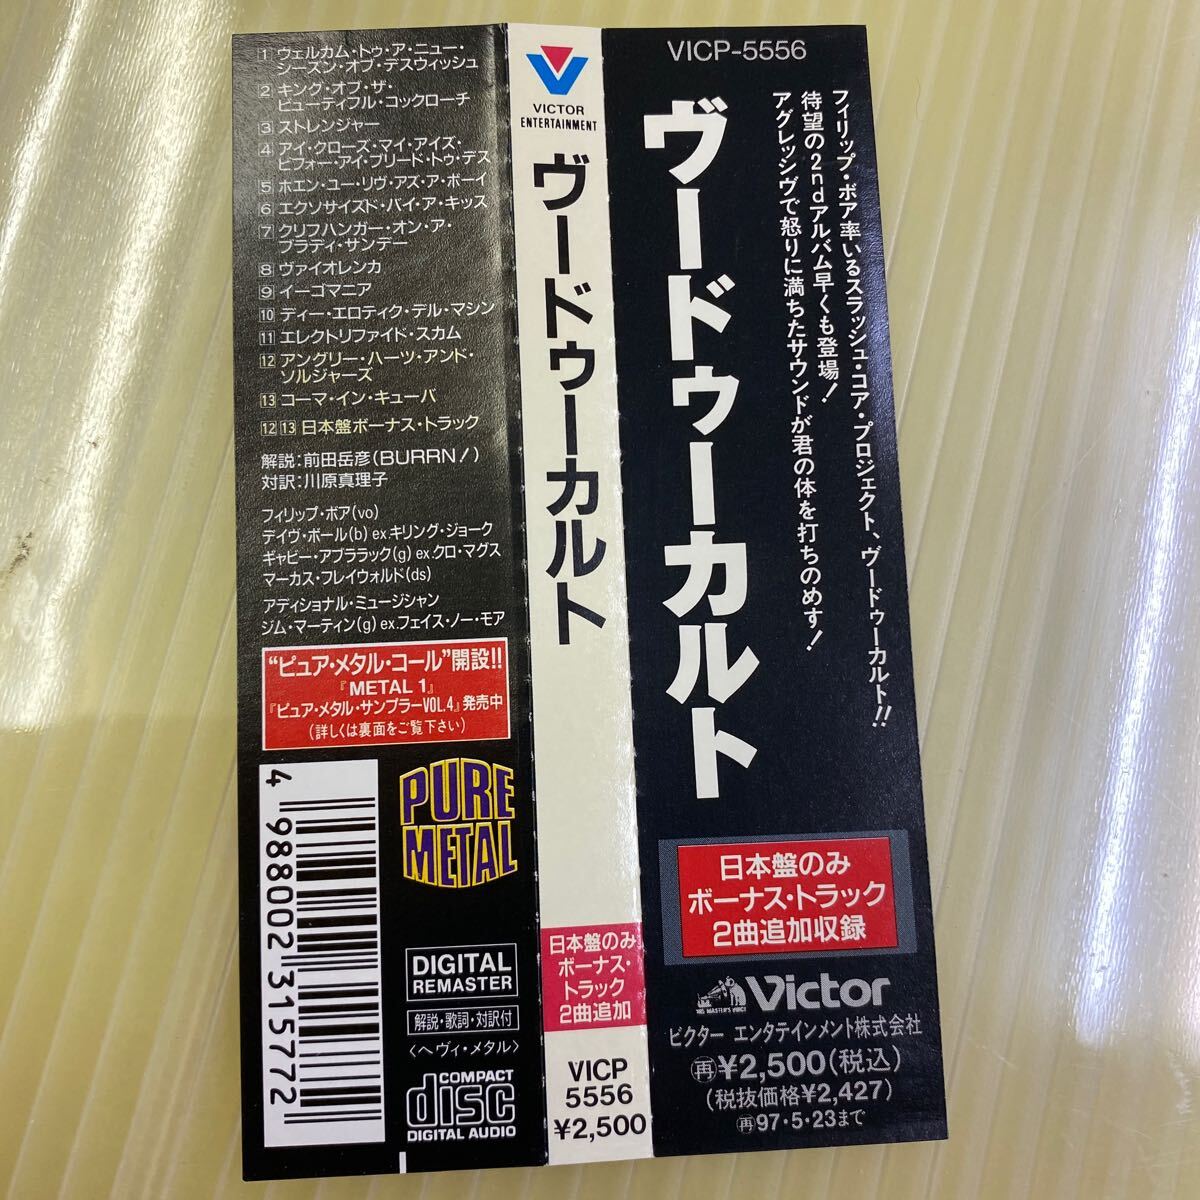 1 ヴェルカム・トゥ・ア・ニュー・
シーズン・オブ・デスウィッシュ
2 キング・オブ・ザ・
ビューティフル・コックローチ
3 ストレンジャー
4 アイ・クローズ・マイ・アイズ・
ビフォー・アイ・ブリード・トゥ・デス
5 ホエン・ユー・リヴ・アズ・ア・ボーイ
6 エクソサイズド・バイ・ア・キッス
7 クリフハンガー・オン・ア・
ブラディ・サンデー
8 ヴァイオレンカ
9 イーゴマニア
10 ディー・エロティク・デル・マシン
11 エレクトリファイド・スカム
12 アングリー・ハーツ・アンド・
ソルジャーズ
13 コーマ・イン・キューバ
12 13 日本盤ボーナス・トラック
解説:前田岳彦(BURRN!)
対訳:川原真理子
フィリップ・ボア(vo)
デイヴ・ボール(b) ex.キリング・ジョーク
ギャビー・アブララック(g) ex.クロ・マグス
マーカス・フレイウォルド(ds)
アディショナル・ミュージシャン
ジム・マーティン(g) ex.フェイス・ノー・モア
“ピュア・メタル・コール”開設!!
『METAL 1』
『ピュア・メタル・サンプラーVOL.4』発売中
(詳しくは裏面をご覧下さい)
4 988002 315772
PURE
METAL
DIGITAL
REMASTER
解説・歌詞・対訳付
〈ヘヴィ・メタル〉
COMPACT
disc
DIGITAL AUDIO
VICTOR
ENTERTAINMENT
ヴードゥーカルト
日本盤のみ
ボーナス・
トラック
2曲追加
VICP
5556
¥2,500
VICP-5556
フィリップ・ボア率いるスラッシュ・コア・プロジェクト、ヴードゥーカルト!!
待望の2ndアルバム早くも登場!
アグレッシヴで怒りに満ちたサウンドが君の体を打ちのめす!
ヴードゥーカルト
日本盤のみ
ボーナス・トラック
2曲追加収録
HIS MASTER'S VOICE
Victor
ビクター エンタテインメント株式会社
再¥2,500(税込)
(税抜価格¥2,427)
再97・5・23まで